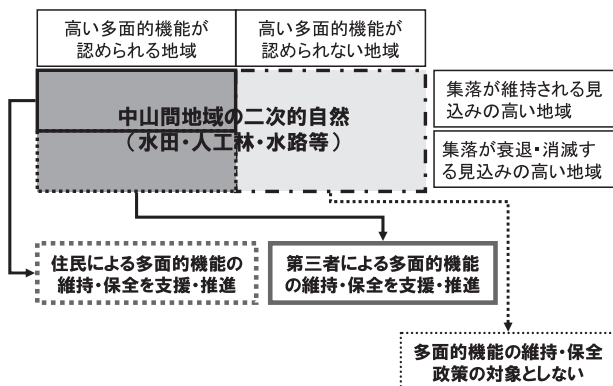 高い多面的機能が
認められる地域
高い多面的機能が
認められない地域
中山間地域の二次的自然
(水田・人工林・水路等)
集落が維持される
見込みの高い地域
集落が衰退・消滅す
る見込みの高い地域
住民による多面的機能の
維持・保全を支援・推進
第三者による多面的機能
の維持・保全を支援・推進
多面的機能の維持・保全
政策の対象としない